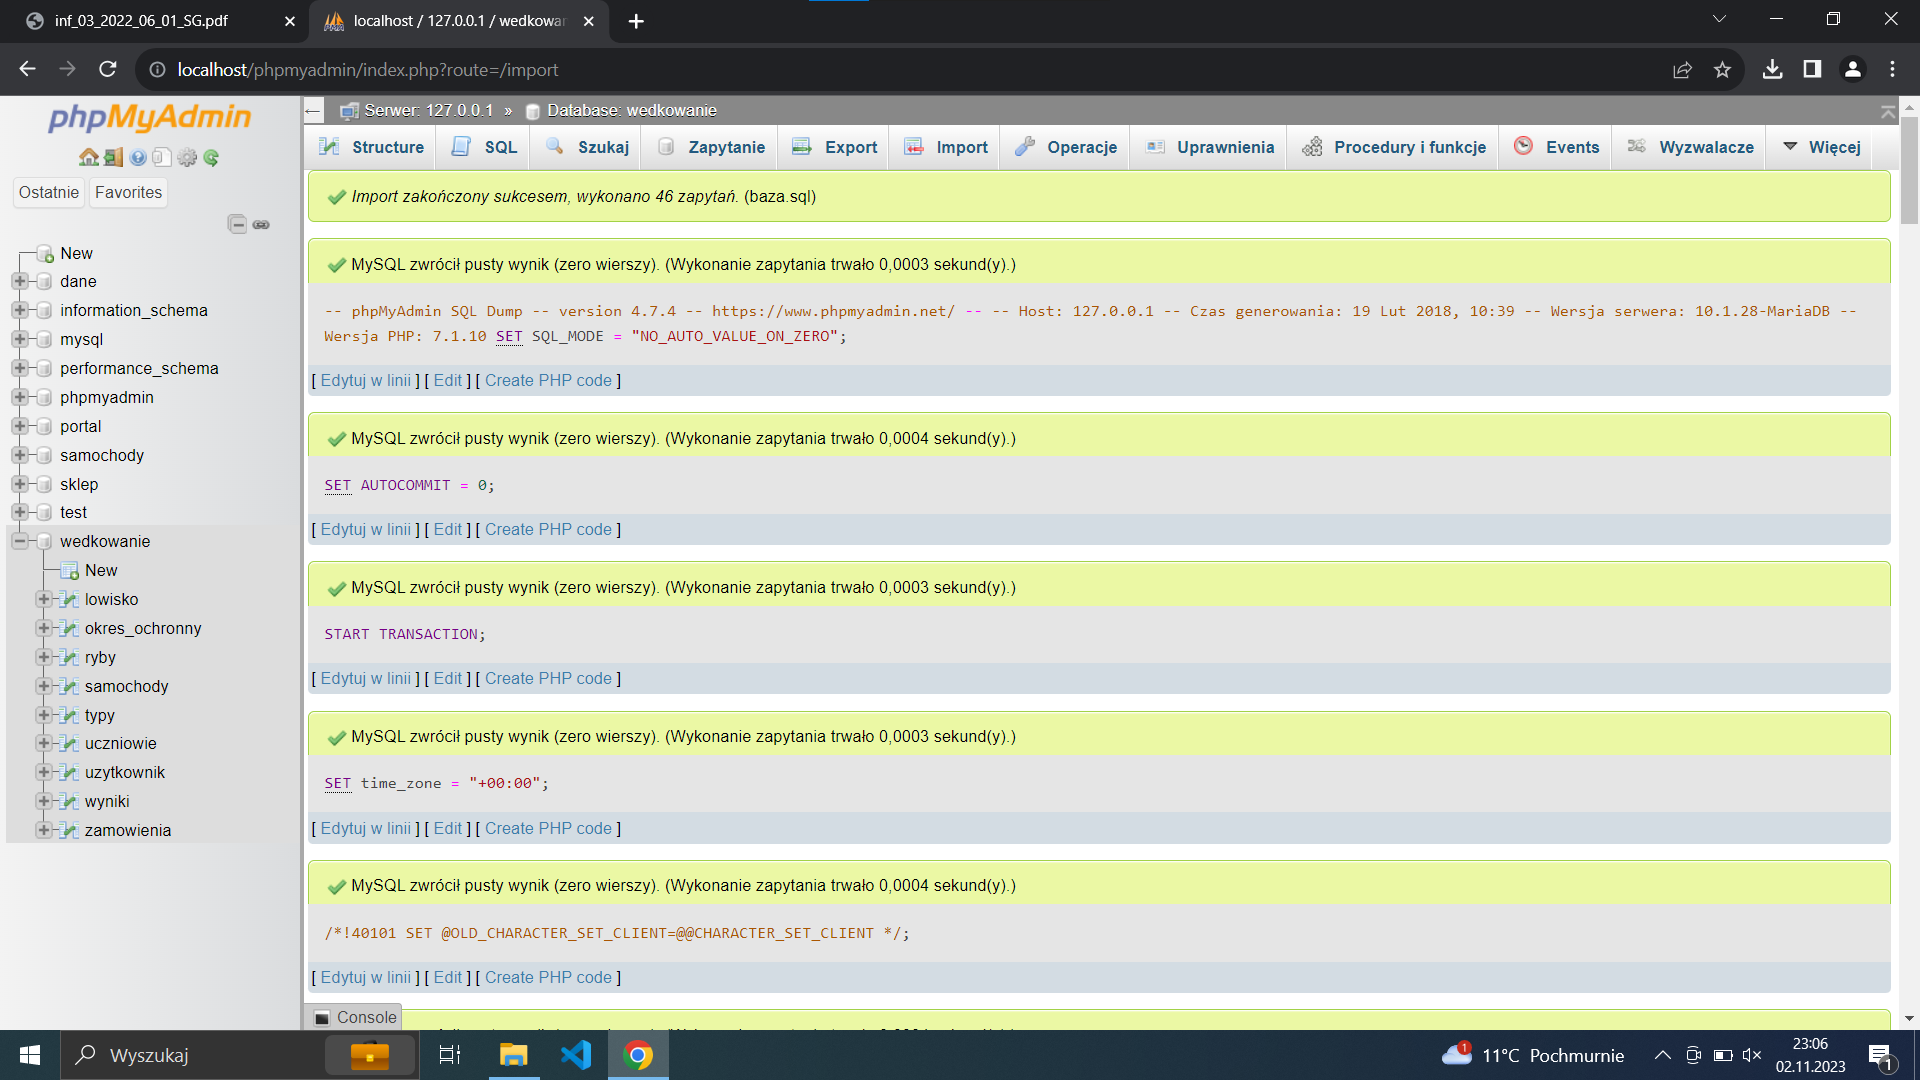 inf_03_2022_06_01_SG.pdf
localhost / 127.0.0.1 / wedkowan
localhost/phpmyadmin/index.php?route=/import
phpMyAdmin
Ostatnie Favorites
New
dane
information_schema
mysql
performance_schema
phpmyadmin
portal
samochody
sklep
test
wedkowanie
New
lowisko
okres_ochronny
ryby
samochody
typy
uczniowie
uzytkownik
wyniki
zamowienia
Serwer: 127.0.0.1 » Database: wedkowanie
Structure SQL Szukaj Zapytanie Export Import Operacje Uprawnienia Procedury i funkcje Events Wyzwalacze Więcej
Import zakończony sukcesem, wykonano 46 zapytań. (baza.sql)
MySQL zwrócił pusty wynik (zero wierszy). (Wykonanie zapytania trwało 0,0003 sekund(y).)
-- phpMyAdmin SQL Dump -- version 4.7.4 -- https://www.phpmyadmin.net/ -- -- Host: 127.0.0.1 -- Czas generowania: 19 Lut 2018, 10:39 -- Wersja serwera: 10.1.28-MariaDB --
Wersja PHP: 7.1.10 SET SQL_MODE = "NO_AUTO_VALUE_ON_ZERO";
[ Edytuj w linii ] [ Edit ] [ Create PHP code ]
MySQL zwrócił pusty wynik (zero wierszy). (Wykonanie zapytania trwało 0,0004 sekund(y).)
SET AUTOCOMMIT = 0;
[ Edytuj w linii ] [ Edit ] [ Create PHP code ]
MySQL zwrócił pusty wynik (zero wierszy). (Wykonanie zapytania trwało 0,0003 sekund(y).)
START TRANSACTION;
[ Edytuj w linii ] [ Edit ] [ Create PHP code ]
MySQL zwrócił pusty wynik (zero wierszy). (Wykonanie zapytania trwało 0,0003 sekund(y).)
SET time_zone = "+00:00";
[ Edytuj w linii ] [ Edit ] [ Create PHP code ]
MySQL zwrócił pusty wynik (zero wierszy). (Wykonanie zapytania trwało 0,0004 sekund(y).)
/*!40101 SET @OLD_CHARACTER_SET_CLIENT=@@CHARACTER_SET_CLIENT */;
[ Edytuj w linii ] [ Edit ] [ Create PHP code ]
Console
Wyszukaj
1
11°C Pochmurnie
23:06
02.11.2023
1